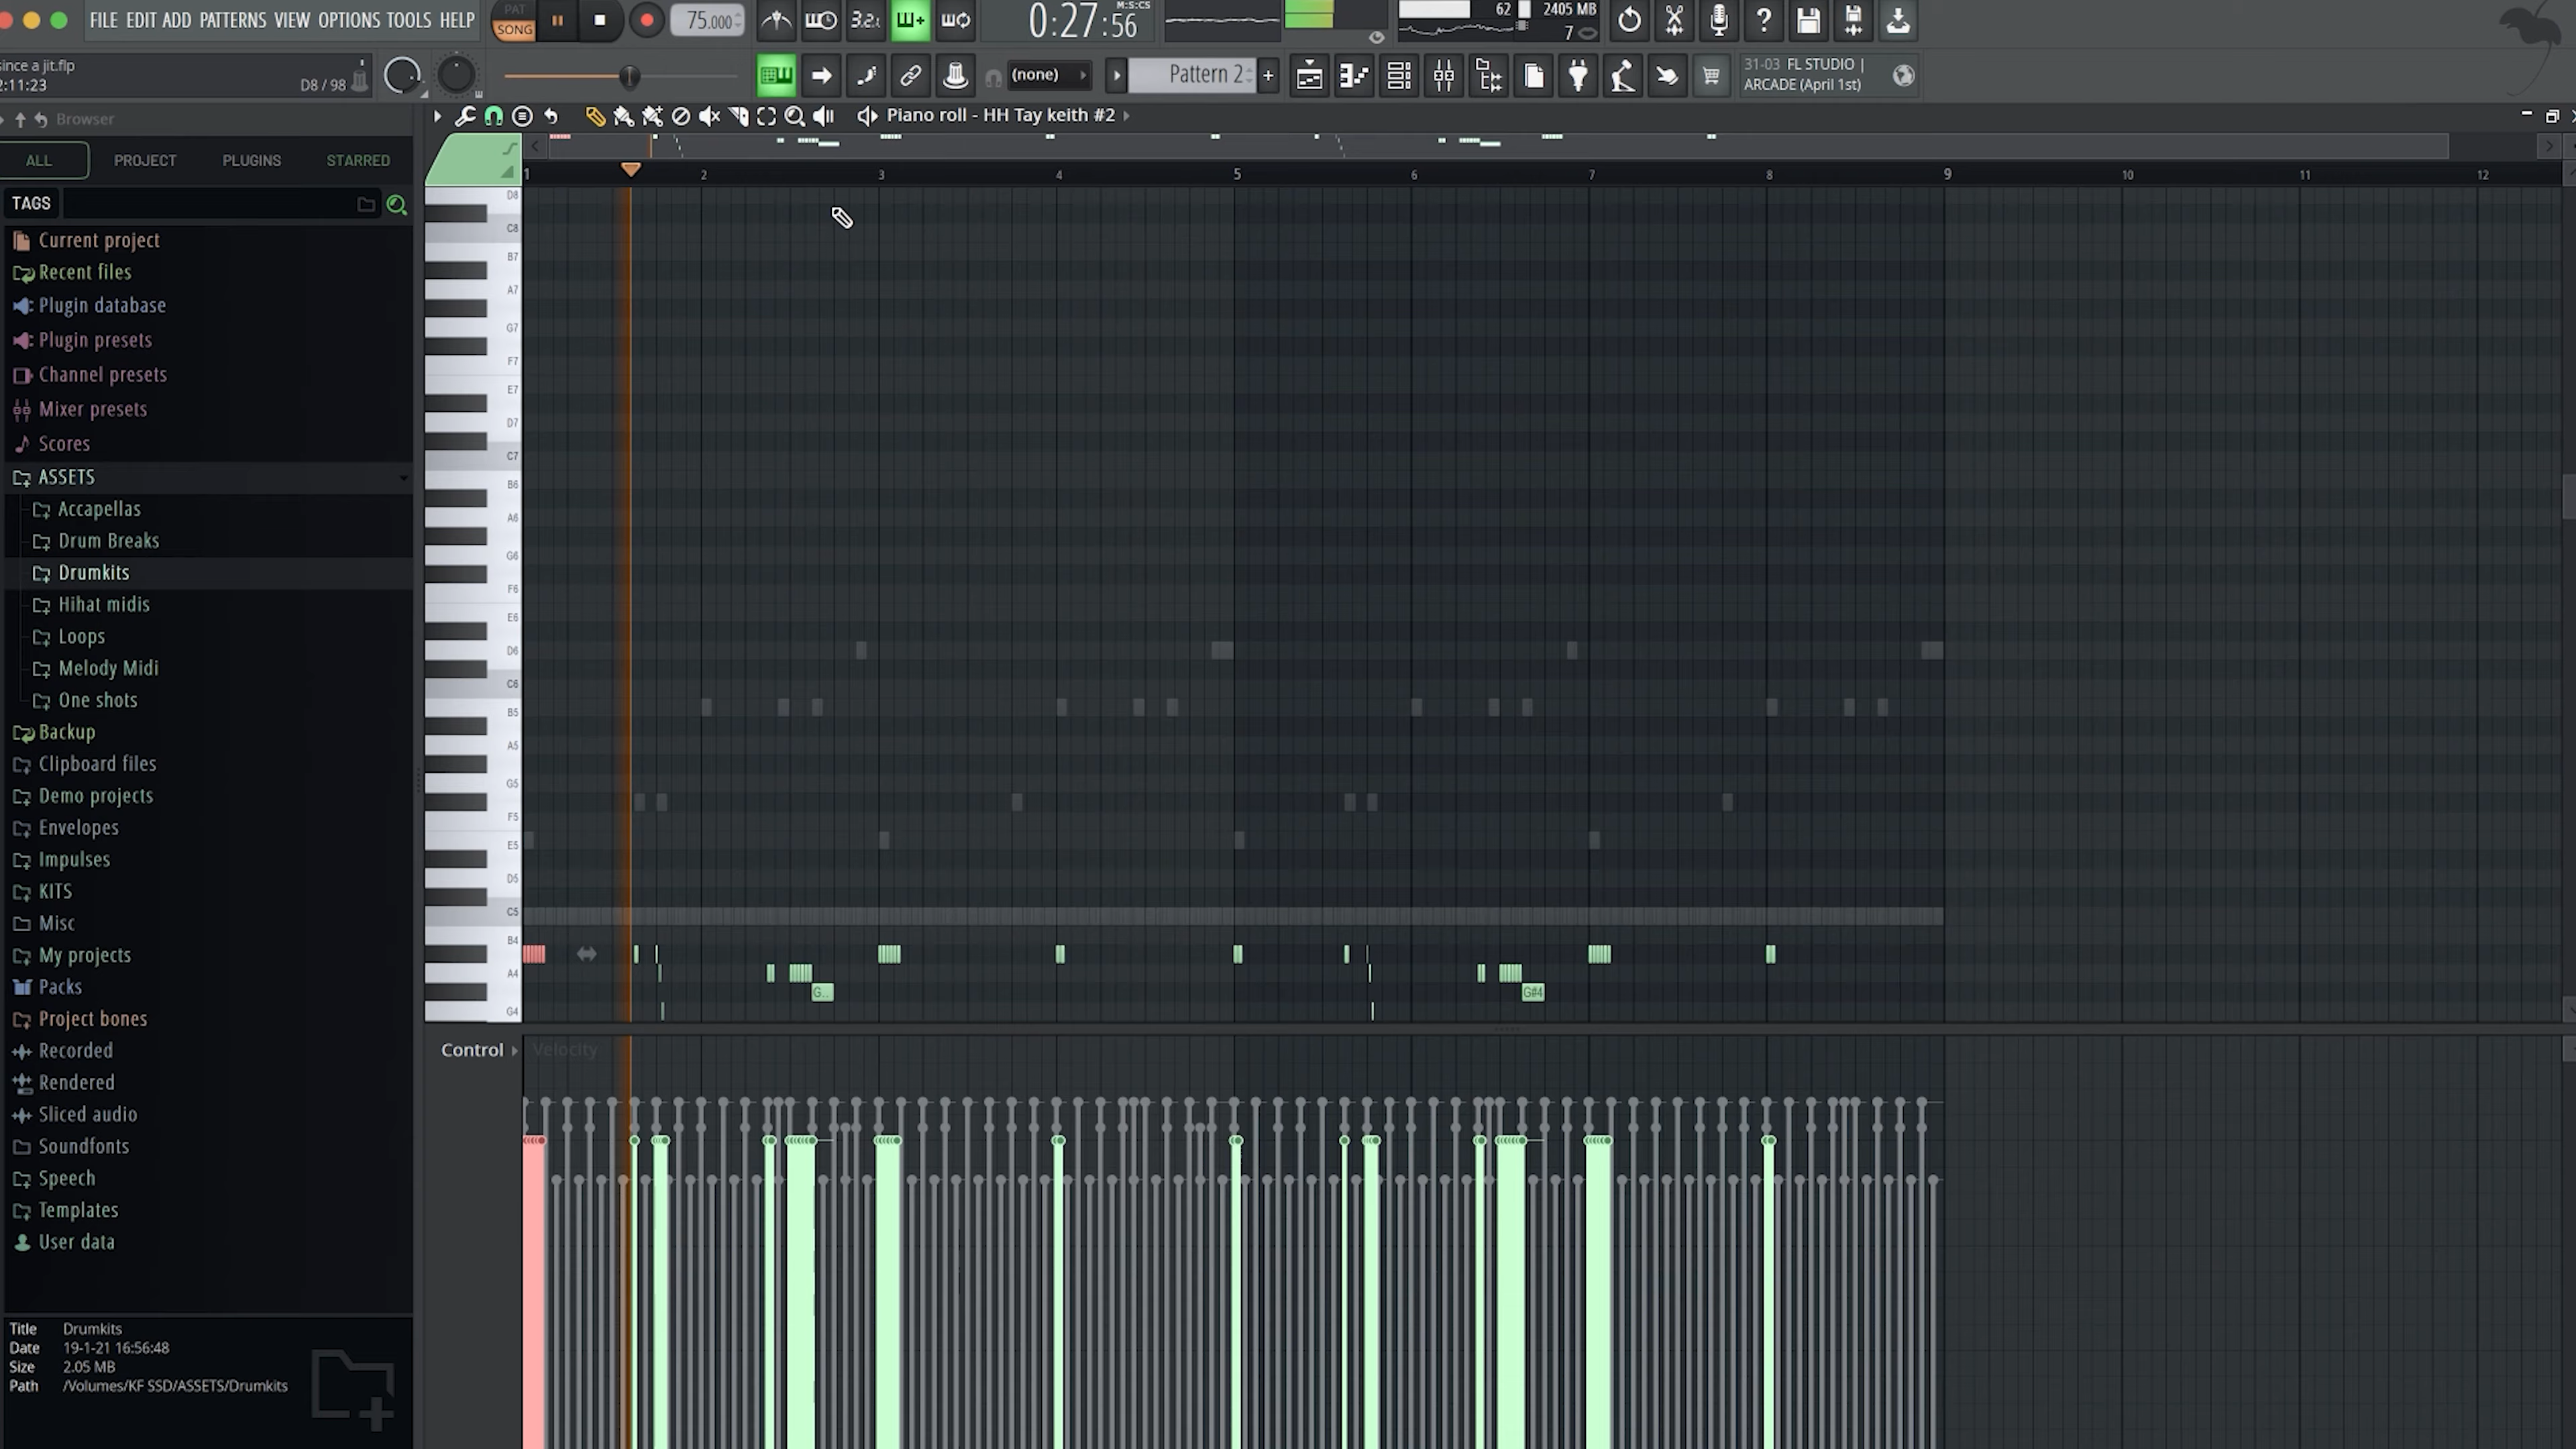 FILE EDIT ADD PATTERNS VIEW OPTIONS TOOLS HELP
PAT
SONG
75.000
3.2.
0:27:56
M:S:CS
62
2405 MB
7
since a jit.flp
2:11:23
D8 / 98
(none)
Pattern 2
+
31-03 FL STUDIO |
ARCADE (April 1st)
Browser
Piano roll - HH Tay keith #2
ALL
PROJECT
PLUGINS
STARRED
TAGS
Current project
Recent files
Plugin database
Plugin presets
Channel presets
Mixer presets
Scores
ASSETS
Accapellas
Drum Breaks
Drumkits
Hihat midis
Loops
Melody Midi
One shots
Backup
Clipboard files
Demo projects
Envelopes
Impulses
KITS
Misc
My projects
Packs
Project bones
Recorded
Rendered
Sliced audio
Soundfonts
Speech
Templates
User data
Title Drumkits
Date 19-1-21 16:56:48
Size 2.05 MB
Path /Volumes/KF SSD/ASSETS/Drumkits
1 2 3 4 5 6 7 8 9 10 11 12
D8
C8
B7
A7
G7
F7
E7
D7
C7
B6
A6
G6
F6
E6
D6
C6
B5
A5
G5
F5
E5
D5
C5
B4
A4
G4
G..
G#4
Control
Velocity